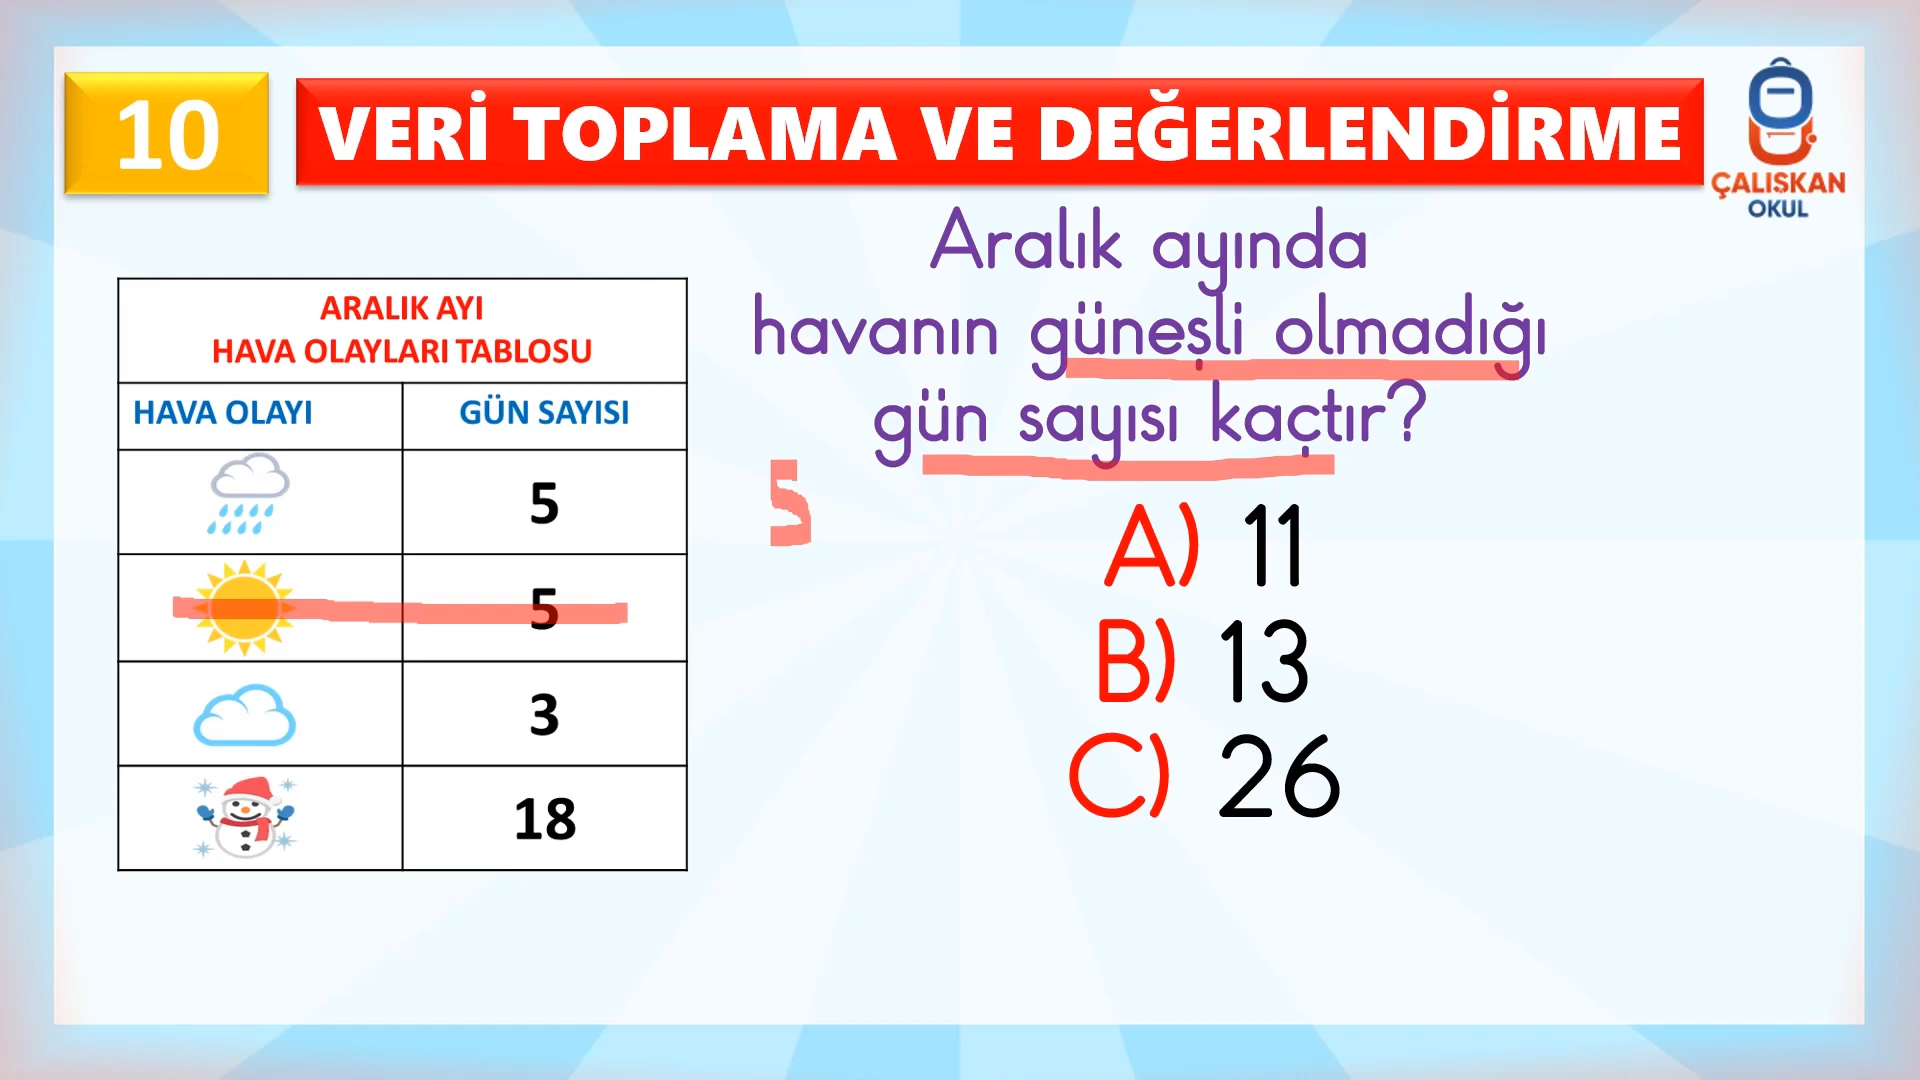 10
VERİ TOPLAMA VE DEĞERLENDİRME
ÇALIŞKAN
OKUL
ARALIK AYI
HAVA OLAYLARI TABLOSU
HAVA OLAYI GÜN SAYISI
5
5
3
18
Aralık ayında
havanın güneşli olmadığı
gün sayısı kaçtır?
5
A) 11
B) 13
C) 26